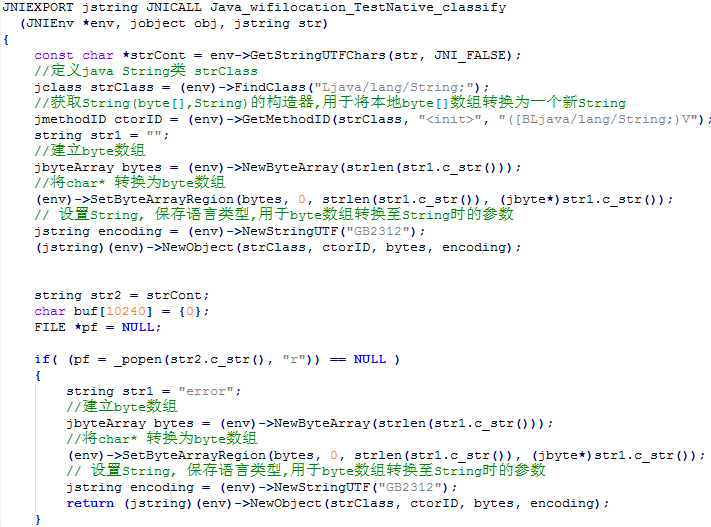 JNIEXPORT jstring JNICALL Java_wifilocation_TestNative_classify
  (JNIEnv *env, jobject obj, jstring str)
{
    const char *strCont = env->GetStringUTFChars(str, JNI_FALSE);
    //定义java String类 strClass
    jclass strClass = (env)->FindClass("Ljava/lang/String;");
    //获取String(byte[],String)的构造器,用于将本地byte[]数组转换为一个新String
    jmethodID ctorID = (env)->GetMethodID(strClass, "<init>", "([BLjava/lang/String;)V");
    string str1 = "";
    //建立byte数组
    jbyteArray bytes = (env)->NewByteArray(strlen(str1.c_str()));
    //将char* 转换为byte数组
    (env)->SetByteArrayRegion(bytes, 0, strlen(str1.c_str()), (jbyte*)str1.c_str());
    // 设置String, 保存语言类型,用于byte数组转换至String时的参数
    jstring encoding = (env)->NewStringUTF("GB2312");
    (jstring)(env)->NewObject(strClass, ctorID, bytes, encoding);
    string str2 = strCont;
    char buf[10240] = {0};
    FILE *pf = NULL;
    if( (pf = _popen(str2.c_str(), "r")) == NULL )
    {
        string str1 = "error";
        //建立byte数组
        jbyteArray bytes = (env)->NewByteArray(strlen(str1.c_str()));
        //将char* 转换为byte数组
        (env)->SetByteArrayRegion(bytes, 0, strlen(str1.c_str()), (jbyte*)str1.c_str());
        // 设置String, 保存语言类型,用于byte数组转换至String时的参数
        jstring encoding = (env)->NewStringUTF("GB2312");
        return (jstring)(env)->NewObject(strClass, ctorID, bytes, encoding);
    }